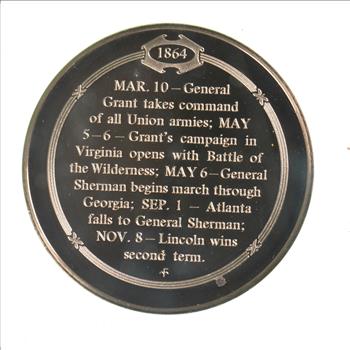 1864
MAR. 10 – General
Grant takes command
of all Union armies; MAY
5 – 6 – Grant's campaign in
Virginia opens with Battle of
the Wilderness; MAY 6 – General
Sherman begins march through
Georgia; SEP. 1 – Atlanta
falls to General Sherman;
NOV. 8 – Lincoln wins
second term.